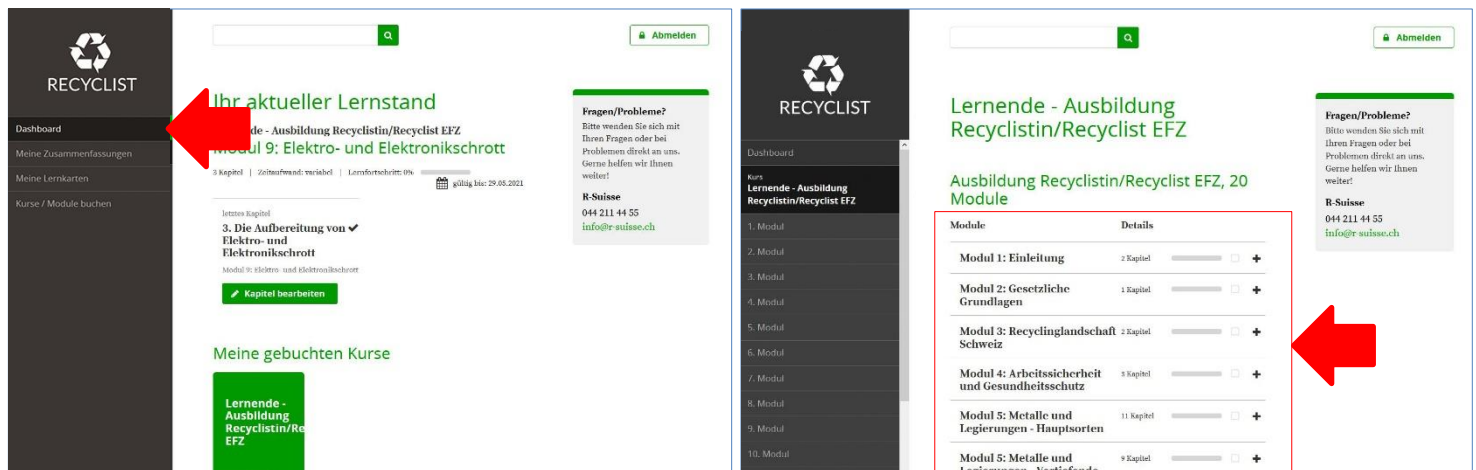 RECYCLIST
Dashboard
Meine Zusammenfassungen
Meine Lernkarten
Kurse / Module buchen
Abmelden
Ihr aktueller Lernstand
de - Ausbildung Recyclistin/Recyclist EFZ
Modul 9: Elektro- und Elektronikschrott
3 Kapitel | Zeitaufwand: variabel | Lernfortschritt: 0%
gültig bis: 29.05.2021
letztes Kapitel
3. Die Aufbereitung von
Elektro- und
Elektronikschrott
Modul 9: Elektro- und Elektronikschrott
Kapitel bearbeiten
Meine gebuchten Kurse
Lernende -
Ausbildung
Recyclistin/Re
EFZ
Fragen/Probleme?
Bitte wenden Sie sich mit
Ihren Fragen oder bei
Problemen direkt an uns.
Gerne helfen wir Ihnen
weiter!
R-Suisse
044 211 44 55
info@r-suisse.ch
RECYCLIST
Dashboard
Kurs
Lernende - Ausbildung
Recyclistin/Recyclist EFZ
1. Modul
2. Modul
3. Modul
4. Modul
5. Modul
6. Modul
7. Modul
8. Modul
9. Modul
10. Modul
Abmelden
Lernende - Ausbildung
Recyclistin/Recyclist EFZ
Ausbildung Recyclistin/Recyclist EFZ, 20
Module
Module Details
Modul 1: Einleitung 2 Kapitel
Modul 2: Gesetzliche 1 Kapitel
Grundlagen
Modul 3: Recyclinglandschaft 2 Kapitel
Schweiz
Modul 4: Arbeitssicherheit Kapitel
und Gesundheitsschutz
Modul 5: Metalle und 11 Kapitel
Legierungen - Hauptsorten
Modul 5: Metalle und 9 Kapitel
Legierungen - Vertiefende
Fragen/Probleme?
Bitte wenden Sie sich mit
Ihren Fragen oder bei
Problemen direkt an uns.
Gerne helfen wir Ihnen
weiter!
R-Suisse
044 211 44 55
info@r-suisse.ch